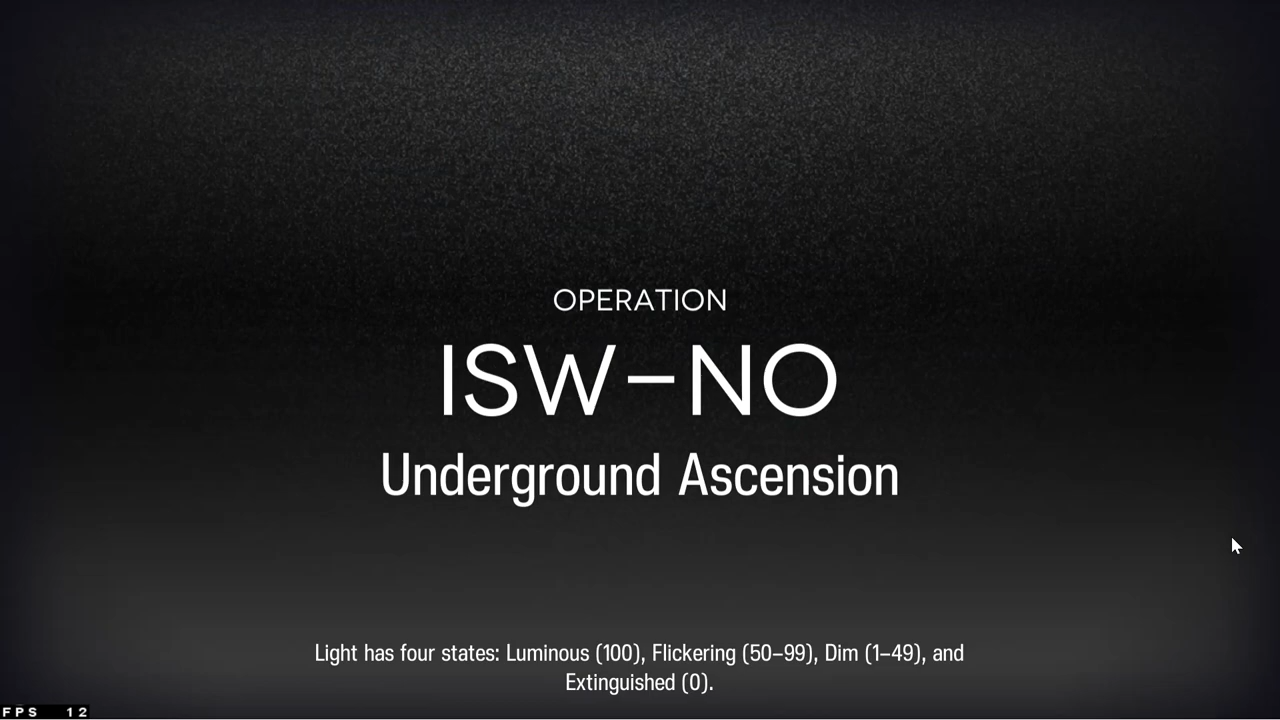 OPERATION
ISW-NO
Underground Ascension
Light has four states: Luminous (100), Flickering (50–99), Dim (1–49), and
Extinguished (0).
FPS 12